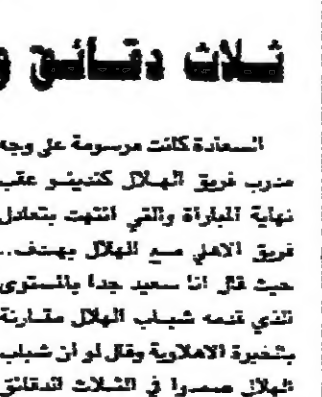 ثلاث دقائق و
السعادة كانت مرسومة على وجه
مدرب فريق الهلال كندينو عقب
نهاية المباراة والتي انتهت بتعادل
فريق الاهلي مع الهلال بهدف..
حيث قال انا سعيد جدا بالمستوى
الذي قدمه شباب الهلال مقارنة
بخبرة الاهلاوية وقال لو ان شباب
الهلال صمدوا في الثلاث الدقائق